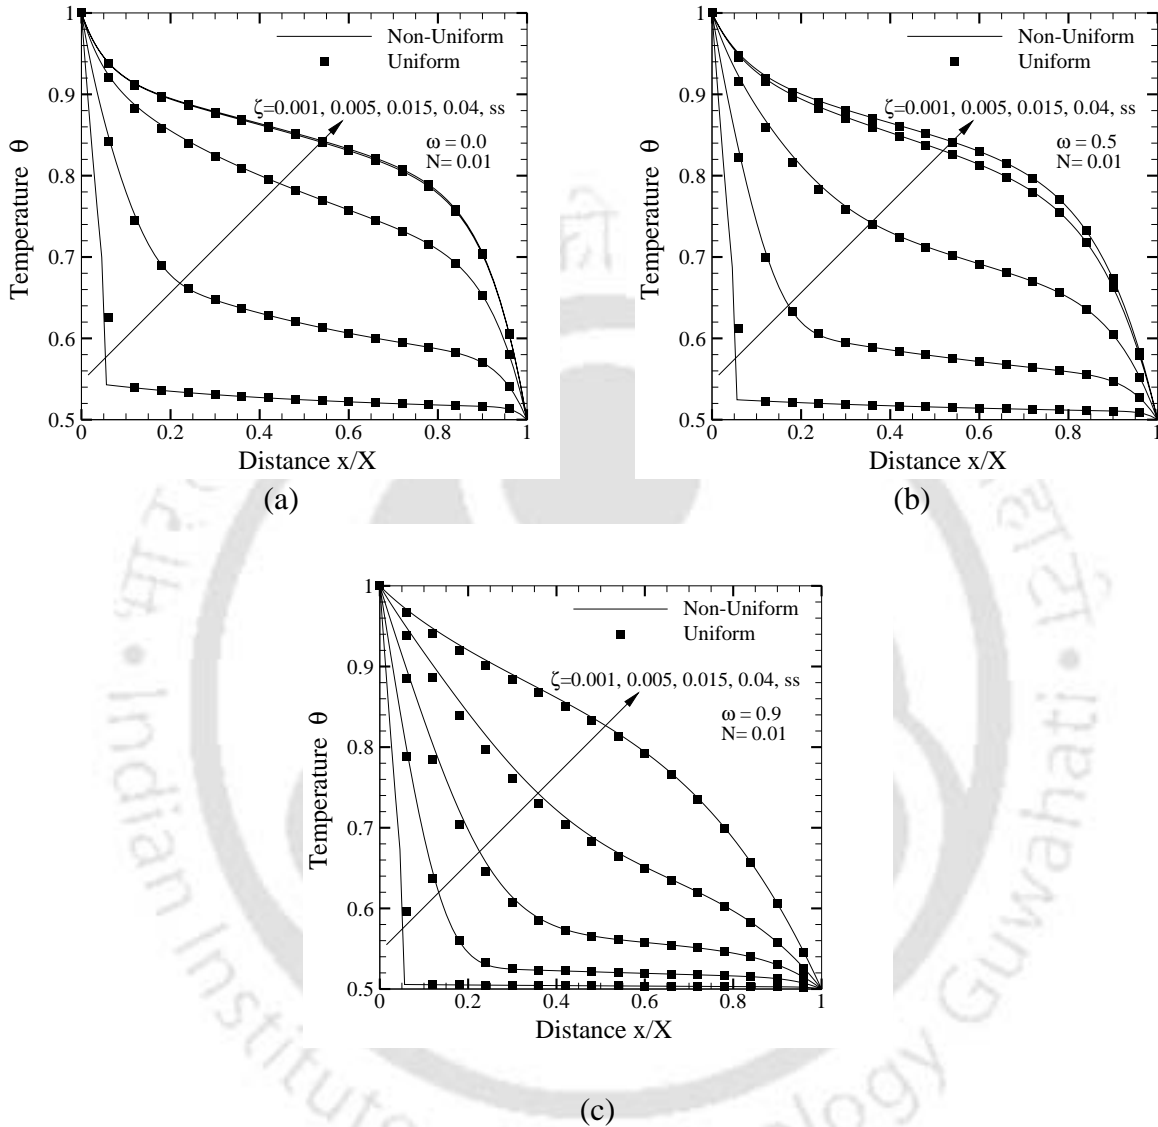 1
0.9
0.8
0.7
0.6
0.5
Temperature θ
Non-Uniform
Uniform
ζ=0.001, 0.005, 0.015, 0.04, ss
ω = 0.0
N= 0.01
0 0.2 0.4 0.6 0.8 1
Distance x/X
(a)
1
0.9
0.8
0.7
0.6
0.5
Temperature θ
Non-Uniform
Uniform
ζ=0.001, 0.005, 0.015, 0.04, ss
ω = 0.5
N= 0.01
0 0.2 0.4 0.6 0.8 1
Distance x/X
(b)
1
0.9
0.8
0.7
0.6
0.5
Temperature θ
Non-Uniform
Uniform
ζ=0.001, 0.005, 0.015, 0.04, ss
ω = 0.9
N= 0.01
0 0.2 0.4 0.6 0.8 1
Distance x/X
(c)
Indian Institute
Guwahati